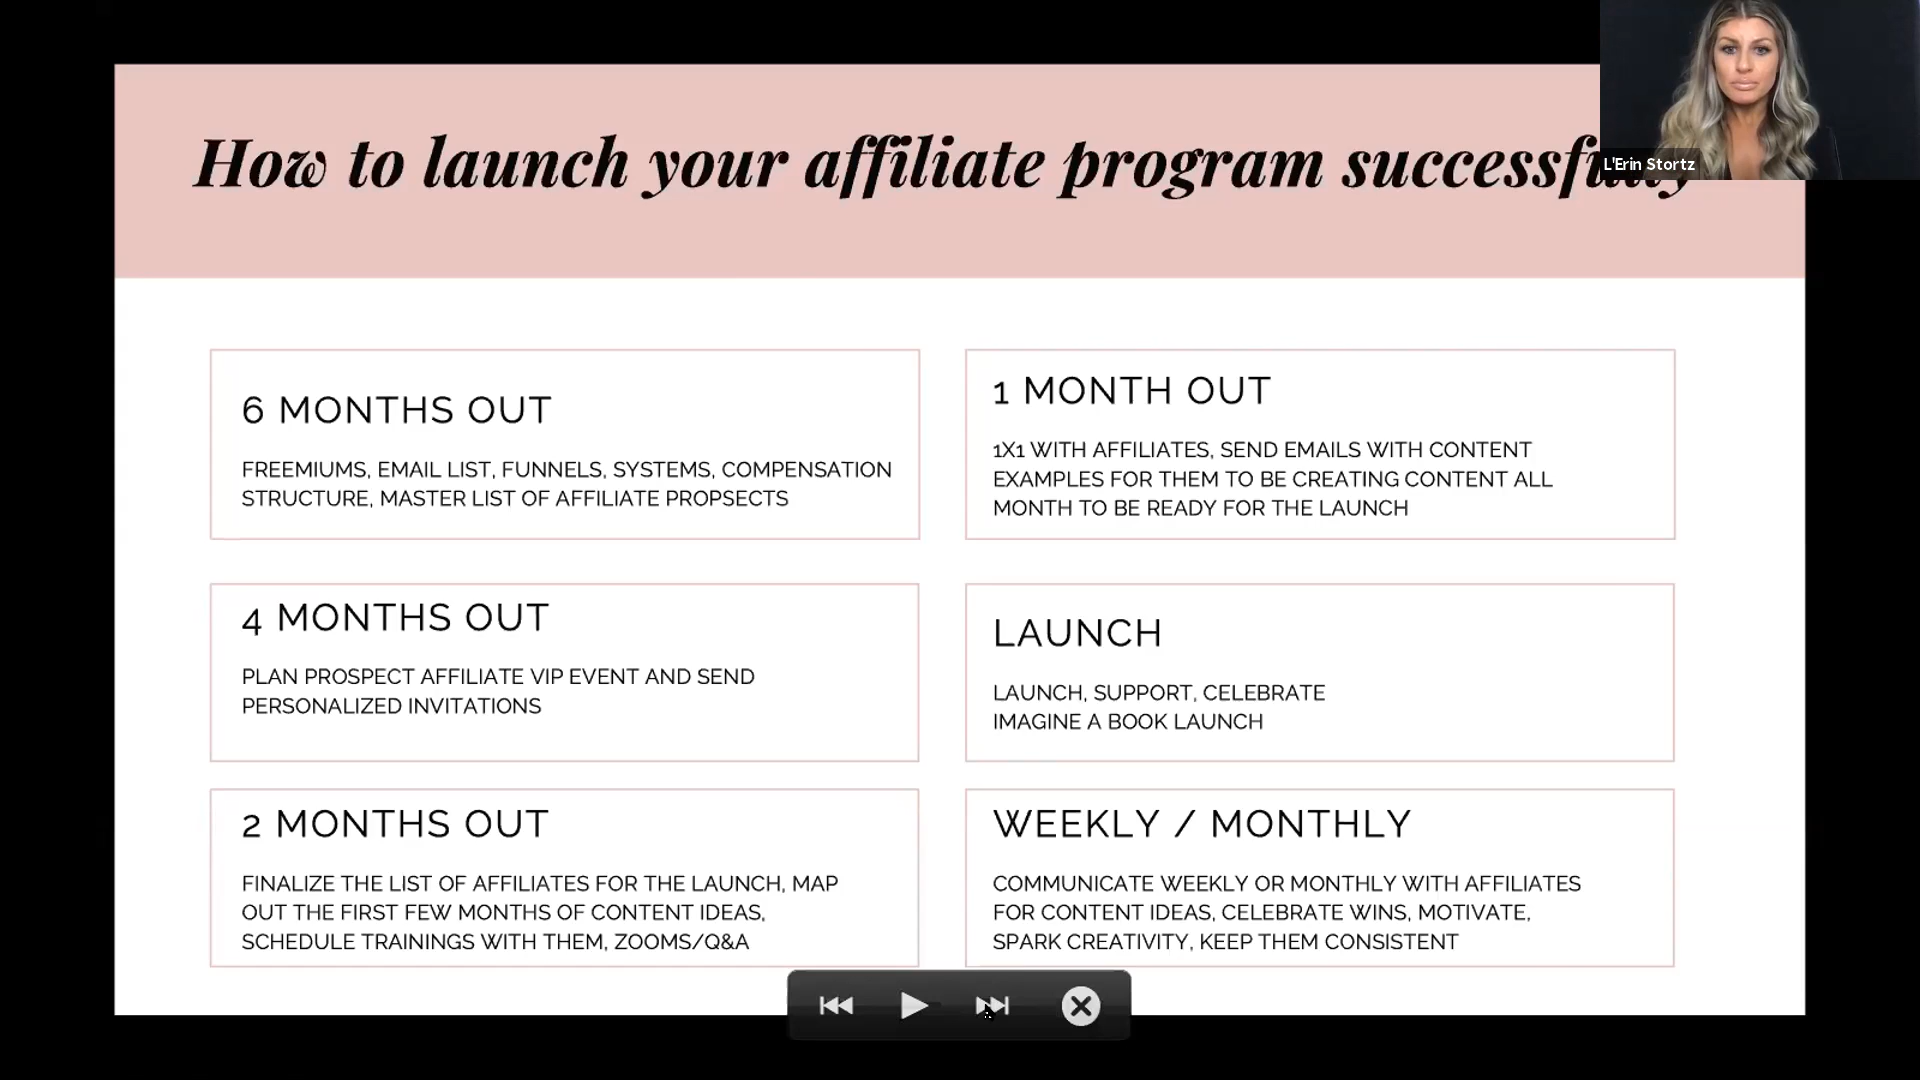 How to launch your affiliate program successfully
L'Erin Stortz
6 MONTHS OUT
FREEMIUMS, EMAIL LIST, FUNNELS, SYSTEMS, COMPENSATION
STRUCTURE, MASTER LIST OF AFFILIATE PROPSECTS
4 MONTHS OUT
PLAN PROSPECT AFFILIATE VIP EVENT AND SEND
PERSONALIZED INVITATIONS
2 MONTHS OUT
FINALIZE THE LIST OF AFFILIATES FOR THE LAUNCH, MAP
OUT THE FIRST FEW MONTHS OF CONTENT IDEAS,
SCHEDULE TRAININGS WITH THEM, ZOOMS/Q&A
1 MONTH OUT
1X1 WITH AFFILIATES, SEND EMAILS WITH CONTENT
EXAMPLES FOR THEM TO BE CREATING CONTENT ALL
MONTH TO BE READY FOR THE LAUNCH
LAUNCH
LAUNCH, SUPPORT, CELEBRATE
IMAGINE A BOOK LAUNCH
WEEKLY / MONTHLY
COMMUNICATE WEEKLY OR MONTHLY WITH AFFILIATES
FOR CONTENT IDEAS, CELEBRATE WINS, MOTIVATE,
SPARK CREATIVITY, KEEP THEM CONSISTENT